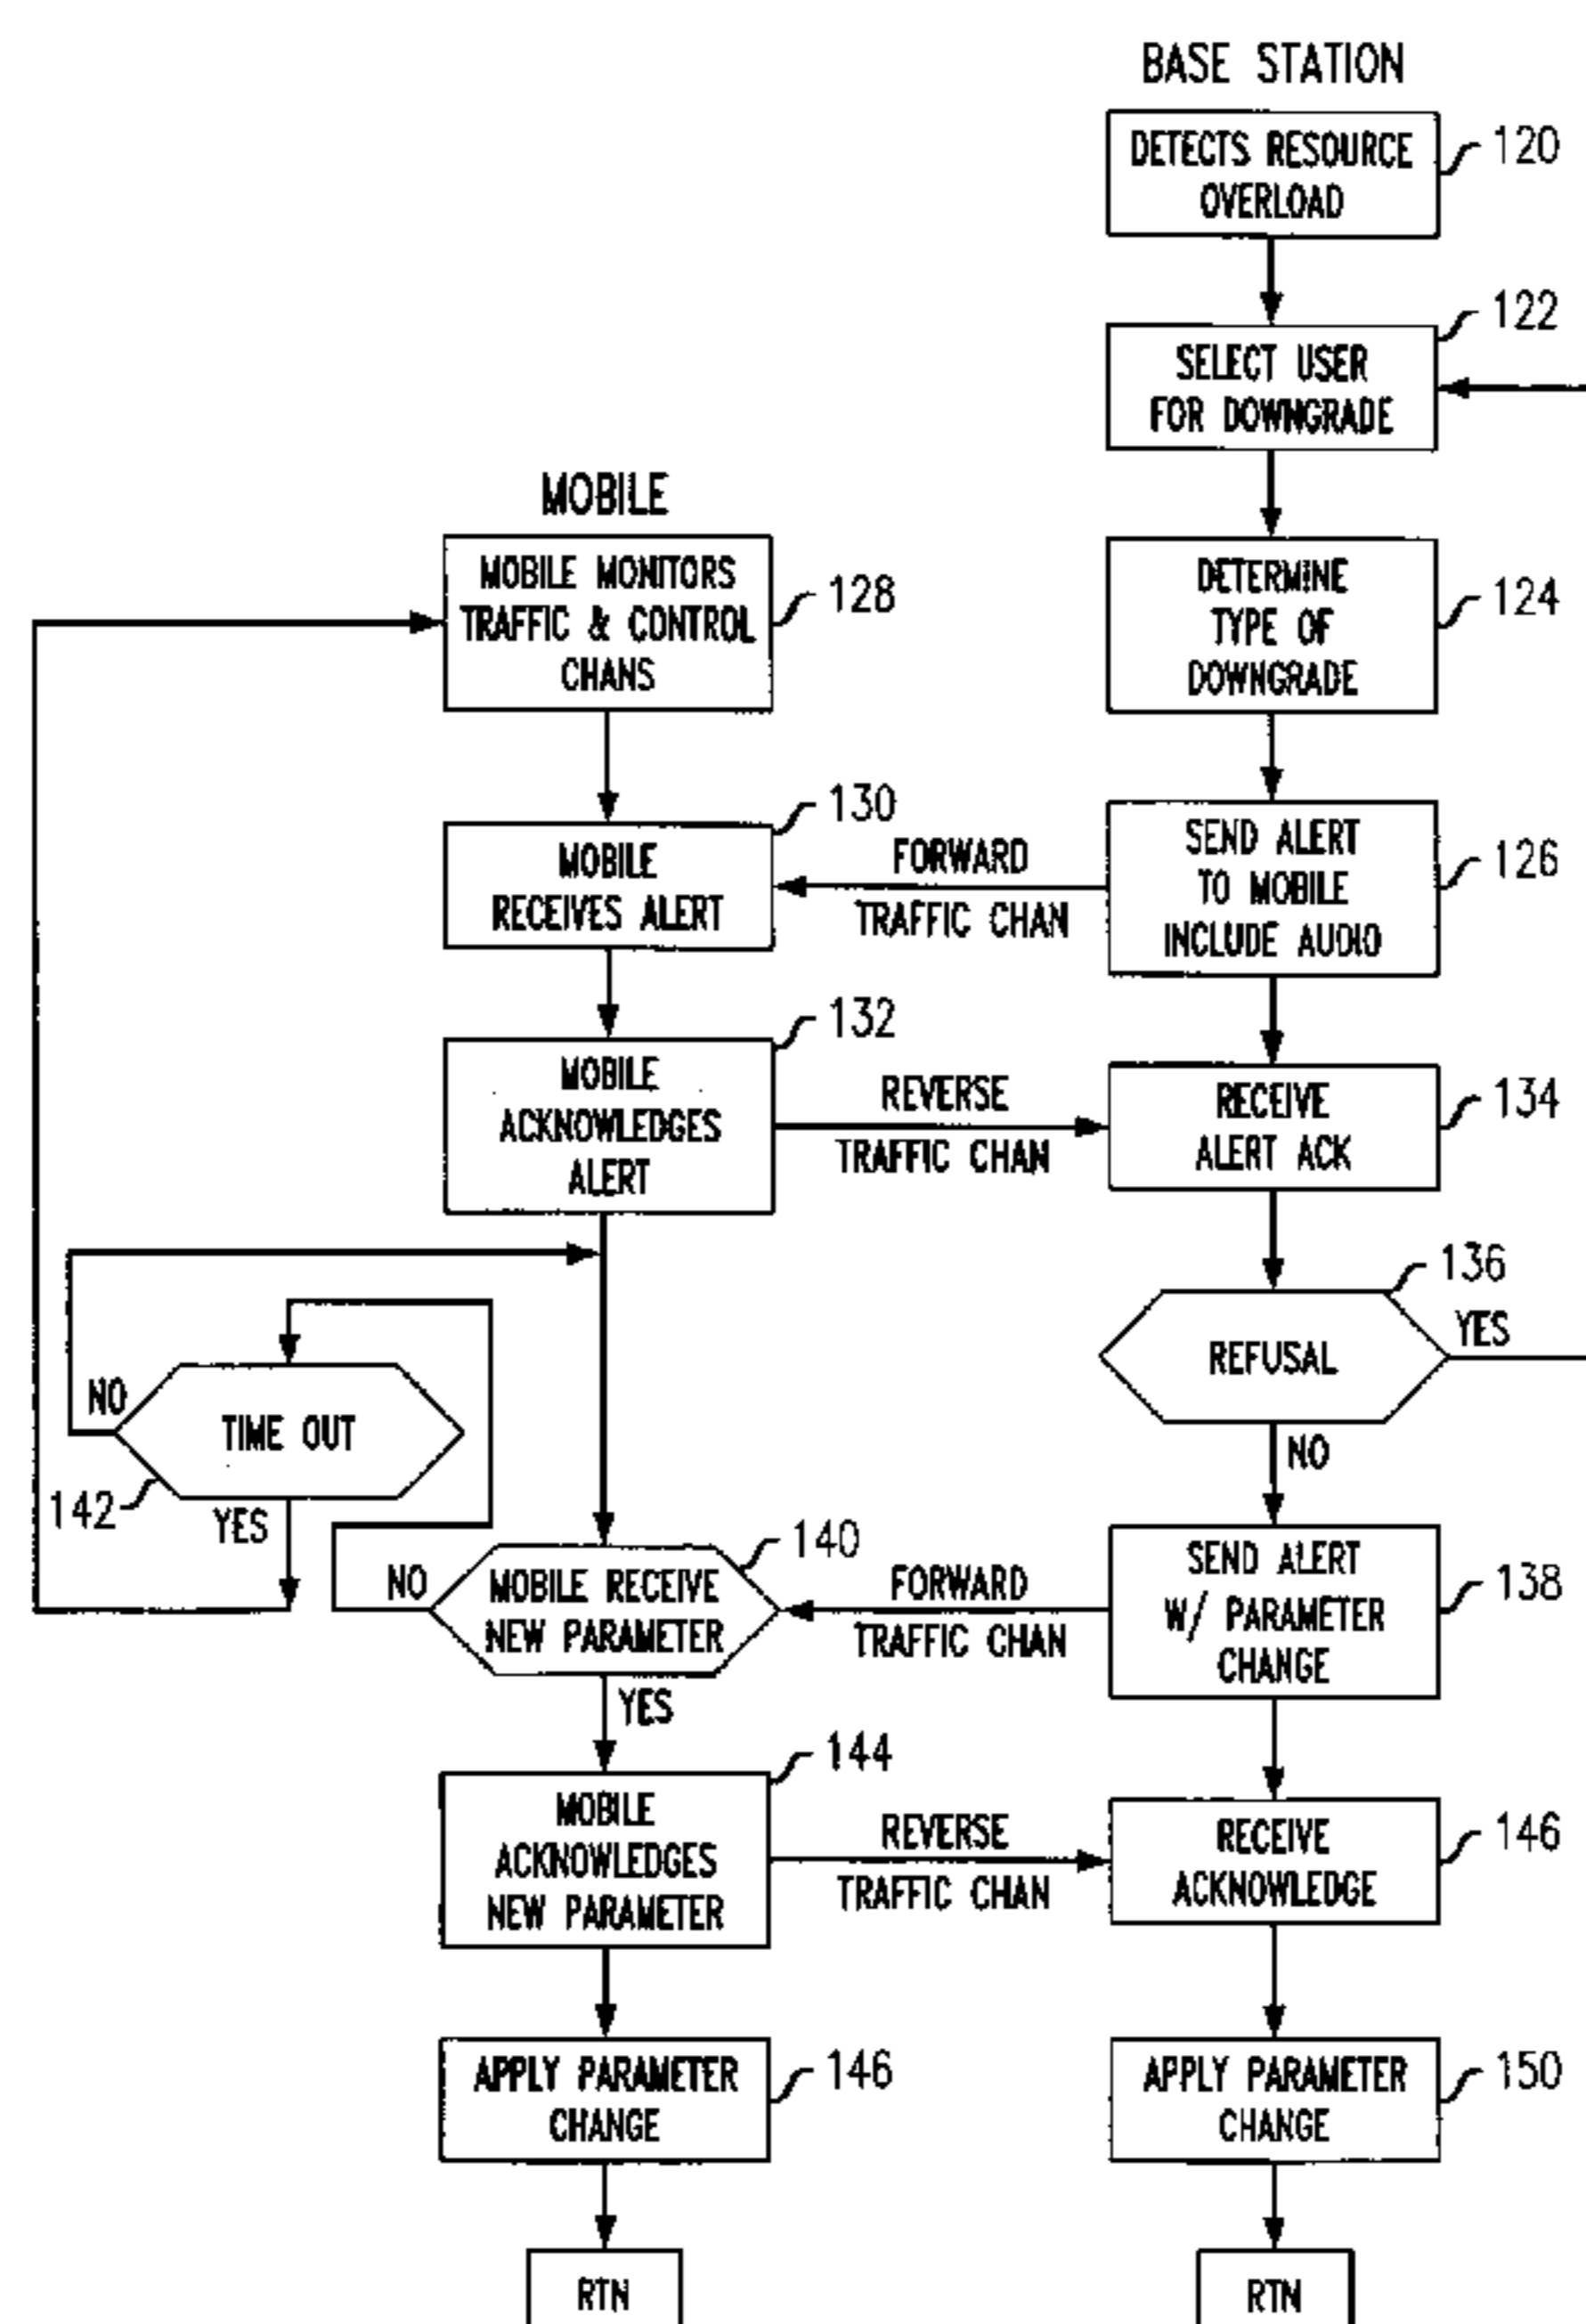 BASE STATION
DETECTS RESOURCE
OVERLOAD
120
122
SELECT USER
FOR DOWNGRADE
MOBILE
MOBILE MONITORS
TRAFFIC & CONTROL
CHANS
128
DETERMINE
TYPE OF
DOWNGRADE
124
130
MOBILE
RECEIVES ALERT
FORWARD
TRAFFIC CHAN
SEND ALERT
TO MOBILE
INCLUDE AUDIO
126
132
MOBILE
ACKNOWLEDGES
ALERT
REVERSE
TRAFFIC CHAN
RECEIVE
ALERT ACK
134
136
REFUSAL
YES
NO
NO
TIME OUT
142
YES
140
NO
MOBILE RECEIVE
NEW PARAMETER
YES
FORWARD
TRAFFIC CHAN
SEND ALERT
W/ PARAMETER
CHANGE
138
144
MOBILE
ACKNOWLEDGES
NEW PARAMETER
REVERSE
TRAFFIC CHAN
RECEIVE
ACKNOWLEDGE
146
APPLY PARAMETER
CHANGE
146
APPLY PARAMETER
CHANGE
150
RTN
RTN